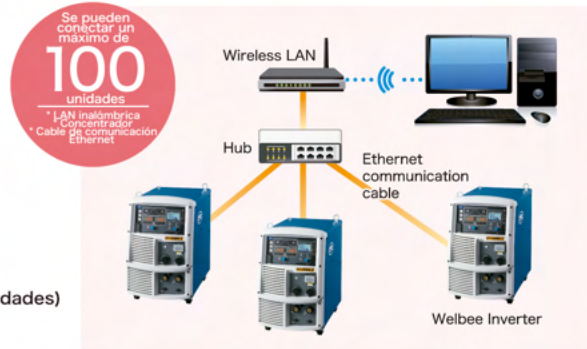 Se pueden
conectar un
máximo de
100
unidades
* LAN inalámbrica
* Concentrador
* Cable de comunicación
Ethernet
Wireless LAN
Hub
Ethernet
communication
cable
dades)
Welbee Inverter